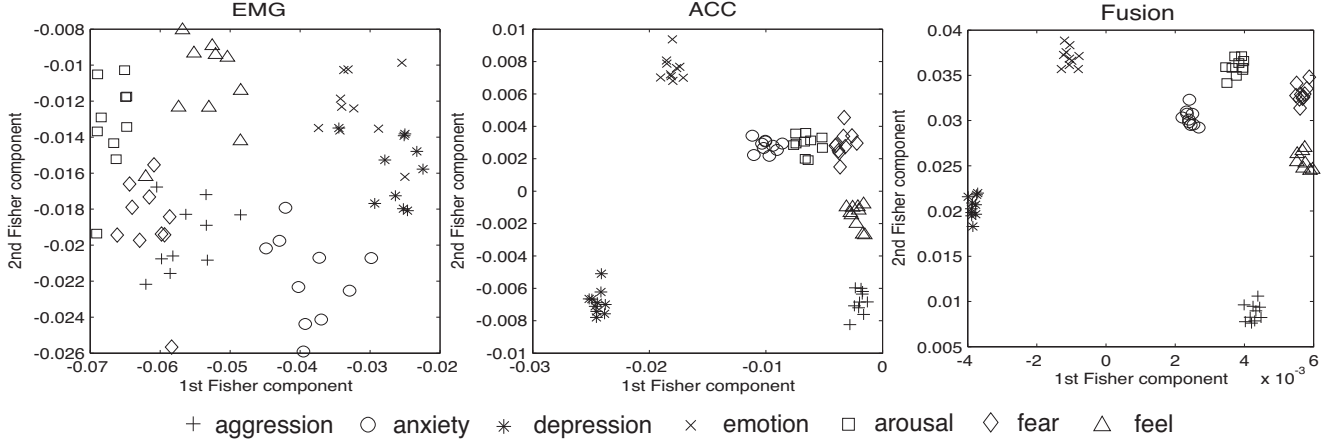 EMG
-0.008
-0.01
-0.012
-0.014
-0.016
-0.018
-0.02
-0.022
-0.024
-0.026
2nd Fisher component
-0.07 -0.06 -0.05 -0.04 -0.03 -0.02
1st Fisher component
ACC
0.01
0.008
0.006
0.004
0.002
0
-0.002
-0.004
-0.006
-0.008
-0.01
2nd Fisher component
-0.03 -0.02 -0.01 0
1st Fisher component
Fusion
0.04
0.035
0.03
0.025
0.02
0.015
0.01
0.005
2nd Fisher component
-4 -2 0 2 4 6
1st Fisher component x 10⁻³
aggression anxiety depression emotion arousal fear feel